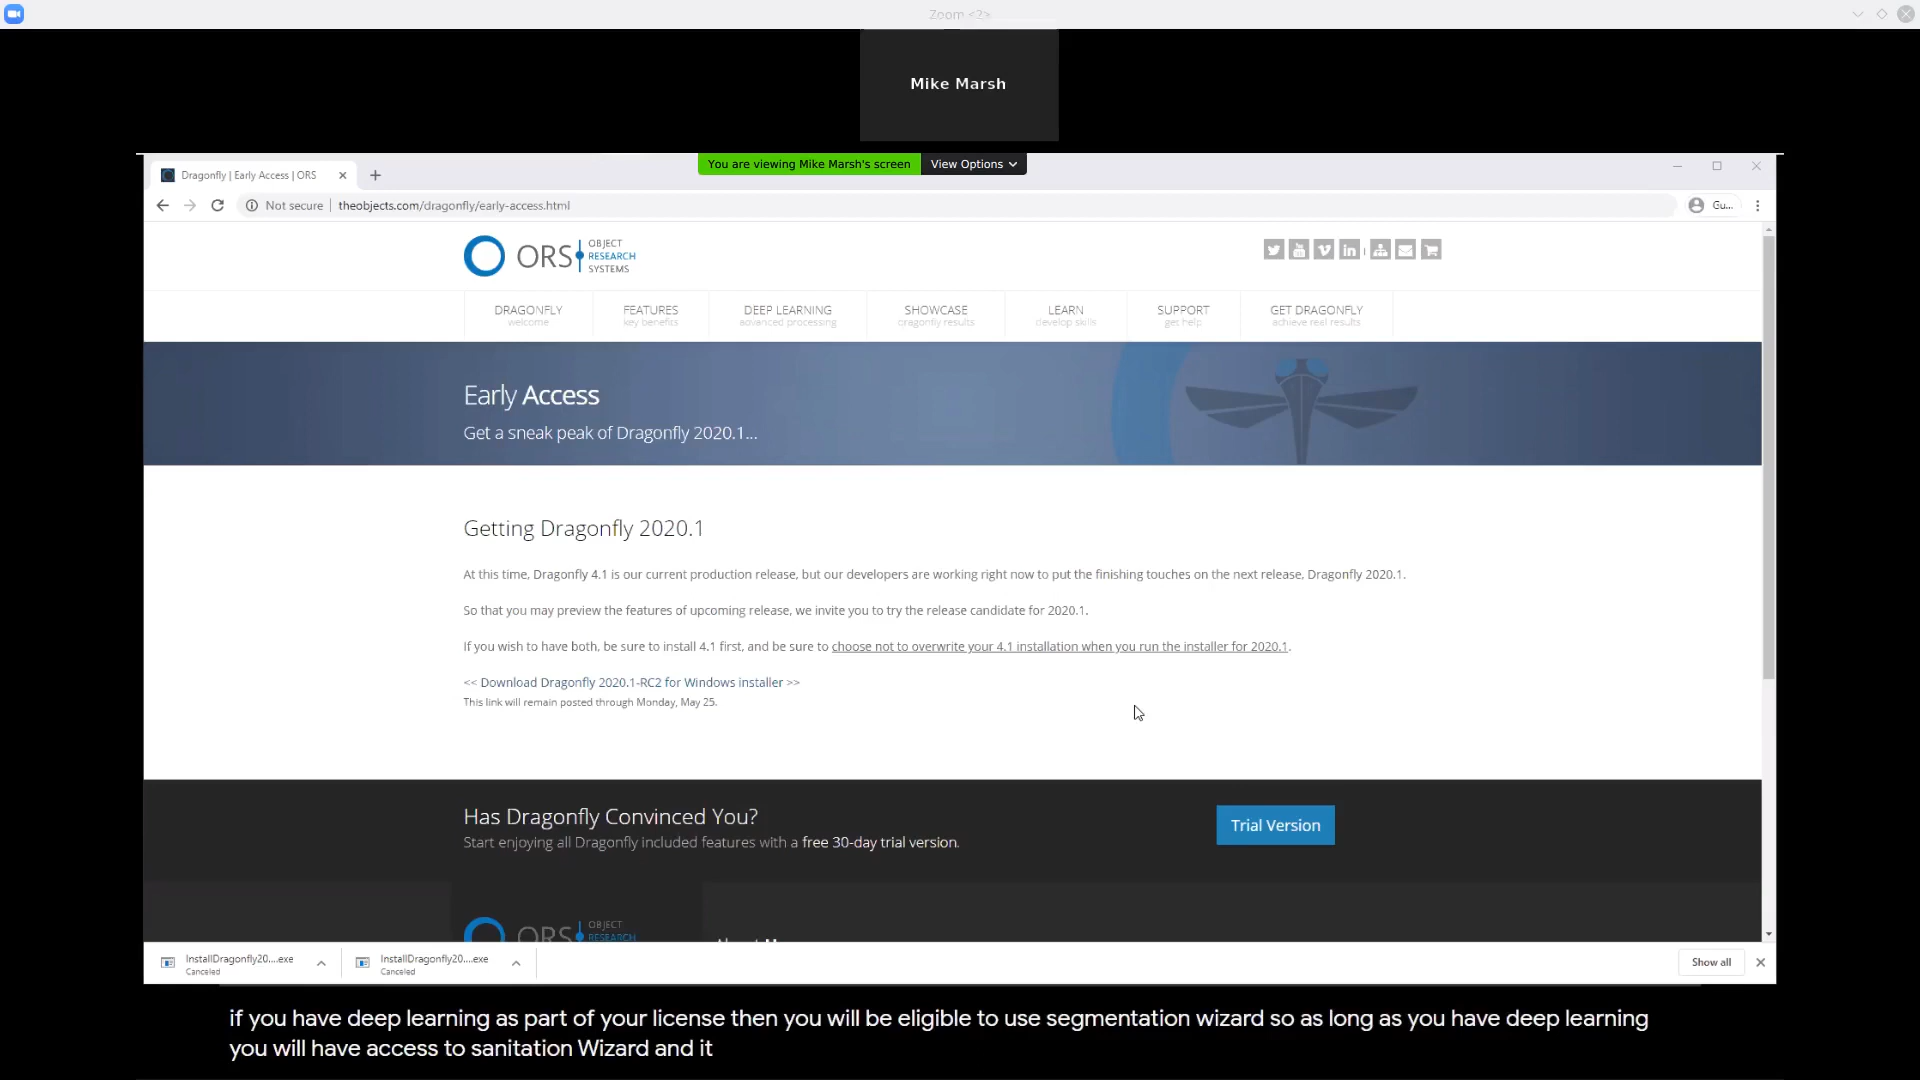 Zoom <2>
Mike Marsh
You are viewing Mike Marsh's screen View Options
Dragonfly | Early Access | ORS
Not secure theobjects.com/dragonfly/early-access.html Gu...
ORS OBJECT
RESEARCH
SYSTEMS
DRAGONFLY FEATURES DEEP LEARNING SHOWCASE LEARN SUPPORT GET DRAGONFLY
welcome key benefits advanced processing dragonfly results develop skills get help achieve real results
Early Access
Get a sneak peak of Dragonfly 2020.1...
Getting Dragonfly 2020.1
At this time, Dragonfly 4.1 is our current production release, but our developers are working right now to put the finishing touches on the next release, Dragonfly 2020.1.
So that you may preview the features of upcoming release, we invite you to try the release candidate for 2020.1.
If you wish to have both, be sure to install 4.1 first, and be sure to choose not to overwrite your 4.1 installation when you run the installer for 2020.1.
<< Download Dragonfly 2020.1-RC2 for Windows installer >>
This link will remain posted through Monday, May 25.
Has Dragonfly Convinced You?
Start enjoying all Dragonfly included features with a free 30-day trial version.
Trial Version
ORS OBJECT
RESEARCH
InstallDragonfly20....exe InstallDragonfly20....exe Show all
Canceled Canceled
if you have deep learning as part of your license then you will be eligible to use segmentation wizard so as long as you have deep learning
you will have access to sanitation Wizard and it